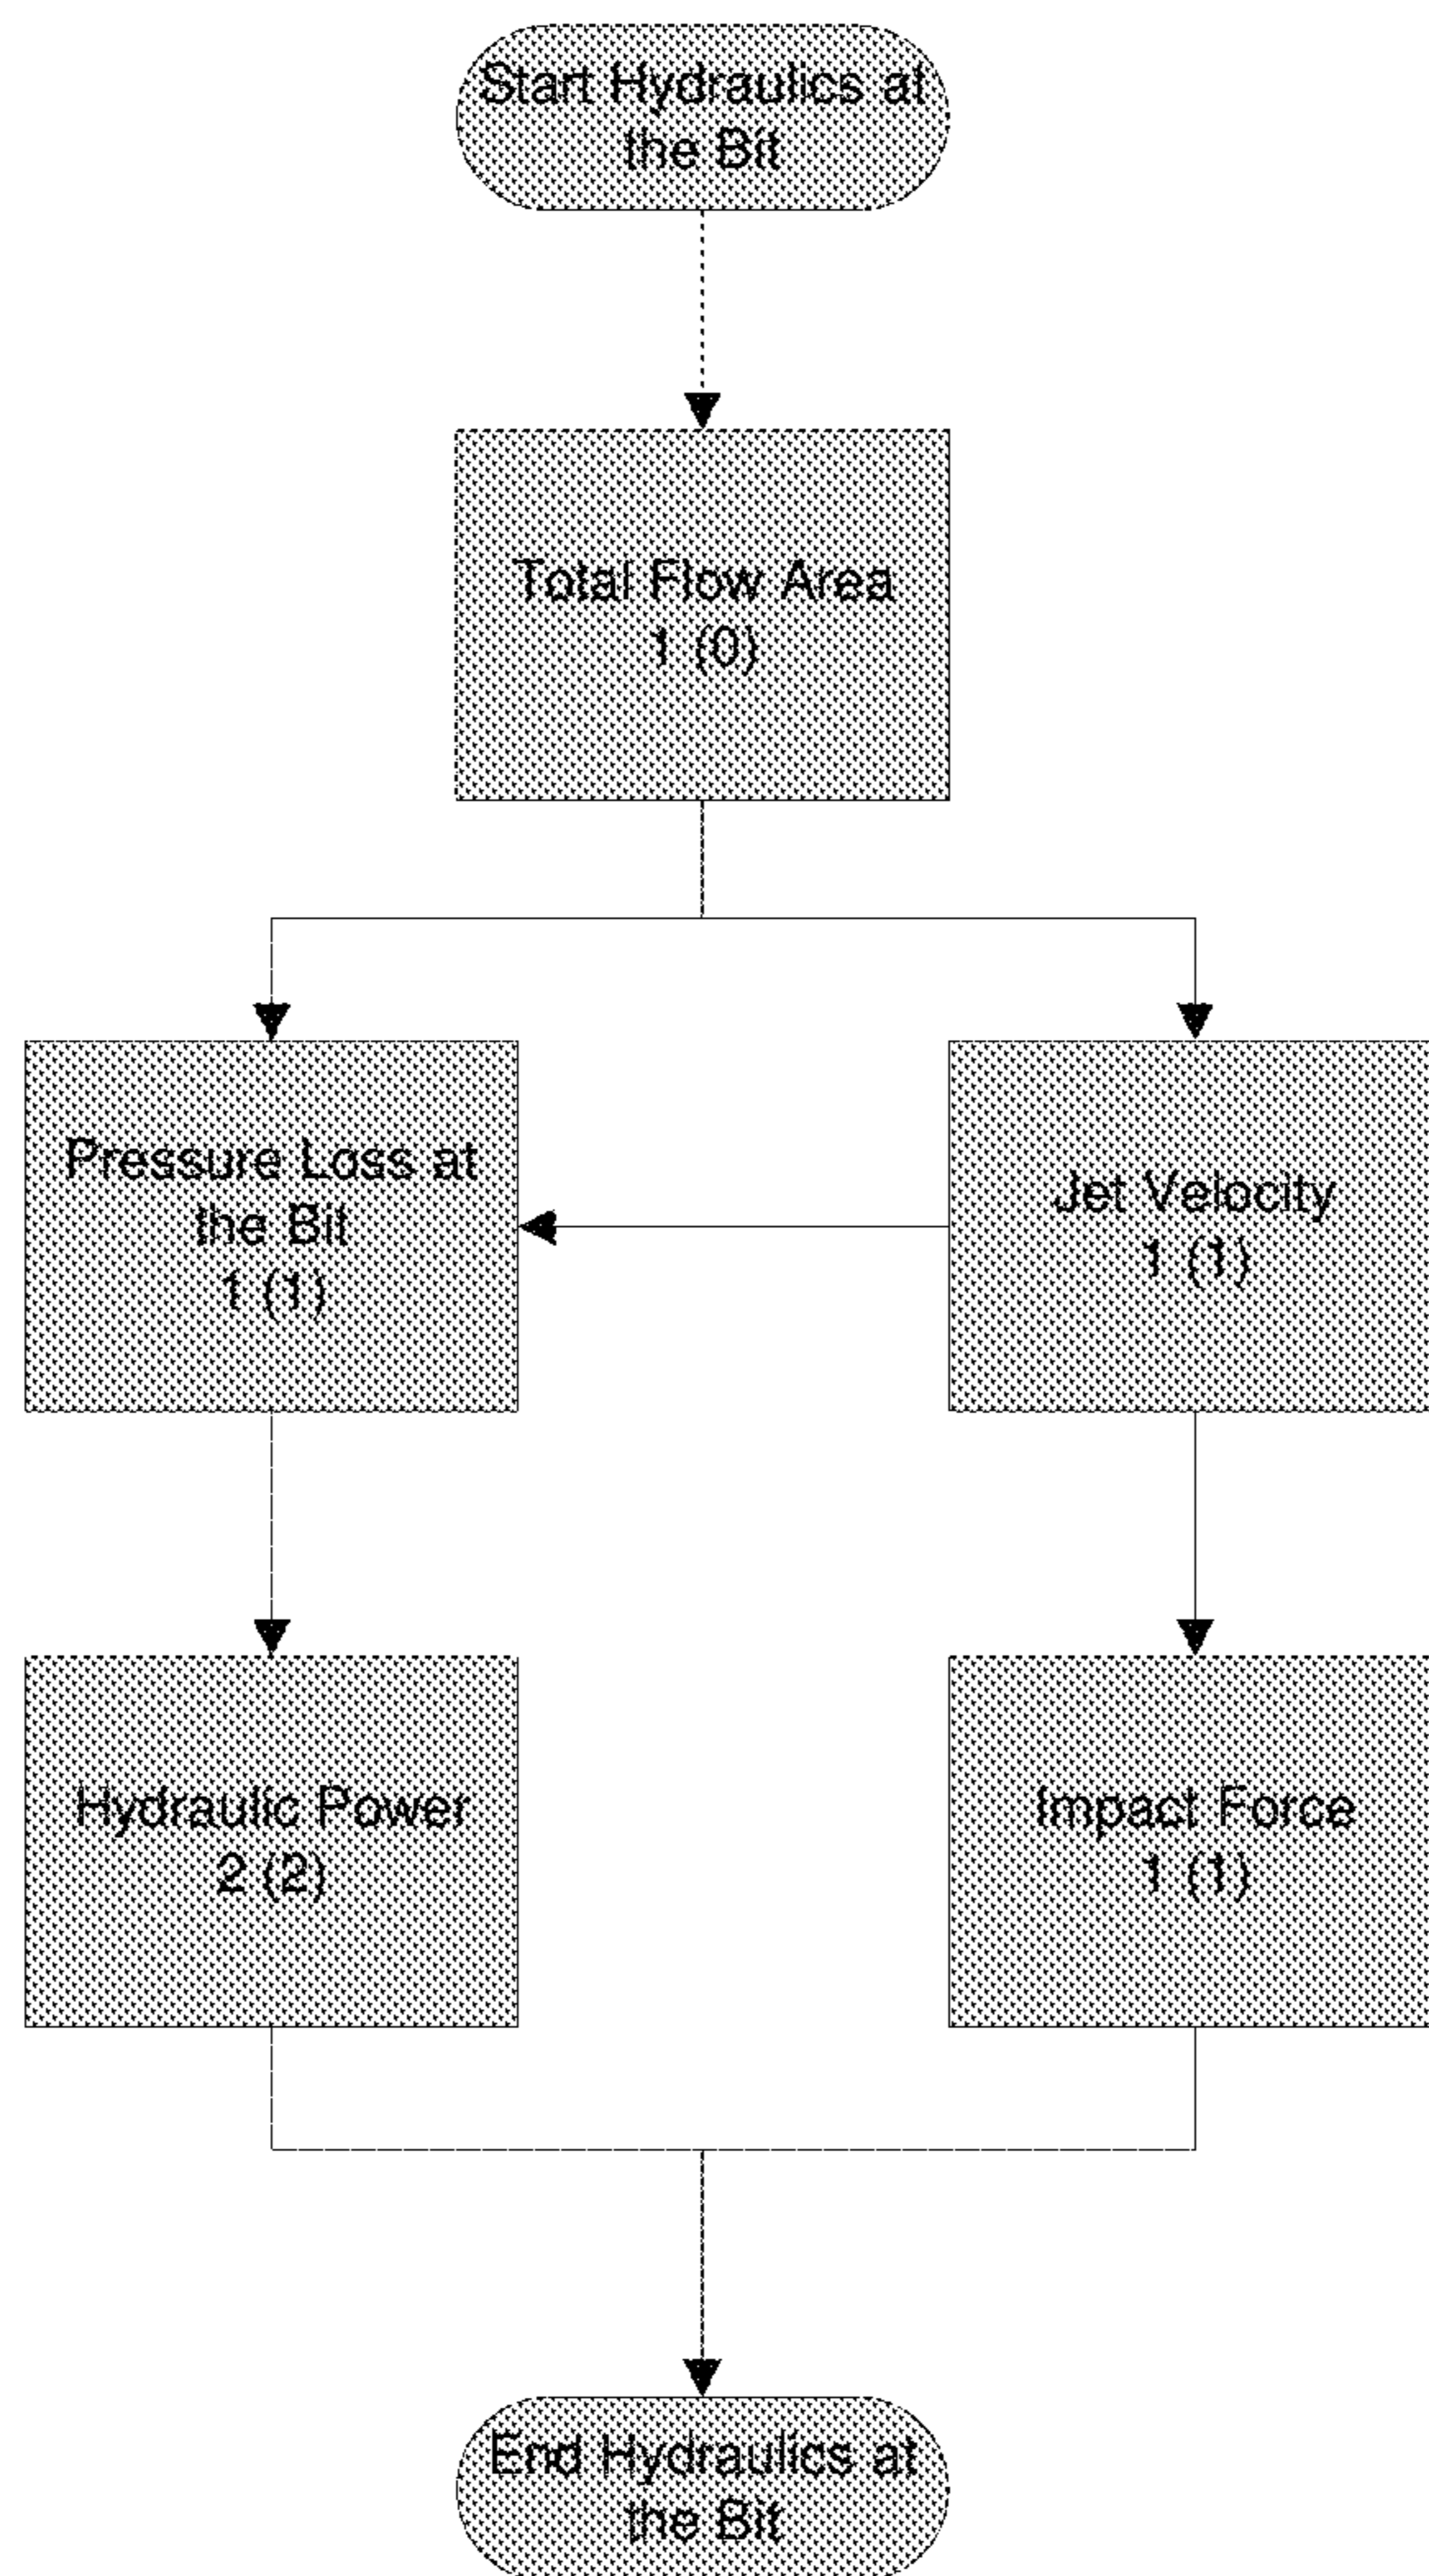 Start Hydraulics at
the Bit
Total Flow Area
1 (0)
Pressure Loss at
the Bit
1 (1)
Jet Velocity
1 (1)
Hydraulic Power
2 (2)
Impact Force
1 (1)
End Hydraulics at
the Bit